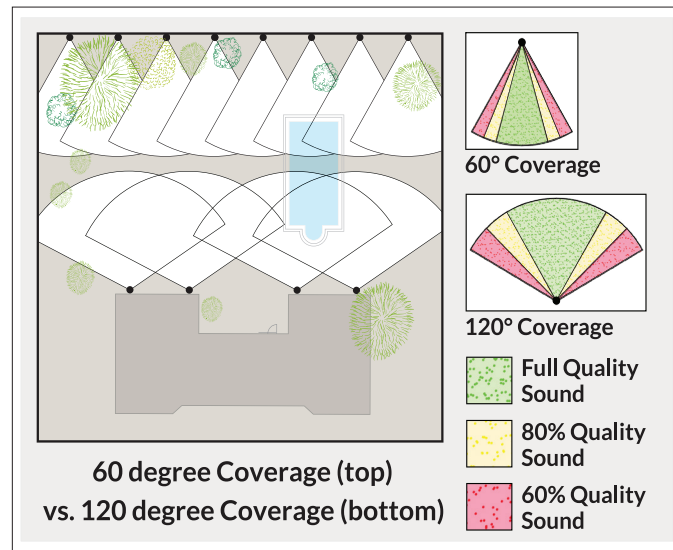 60° Coverage
120° Coverage
Full Quality
Sound
80% Quality
Sound
60% Quality
Sound
60 degree Coverage (top)
vs. 120 degree Coverage (bottom)